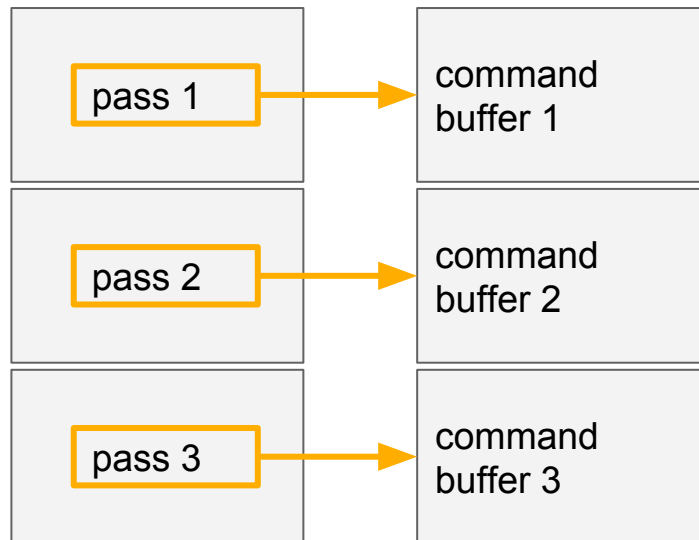 pass 1
command
buffer 1
pass 2
command
buffer 2
pass 3
command
buffer 3